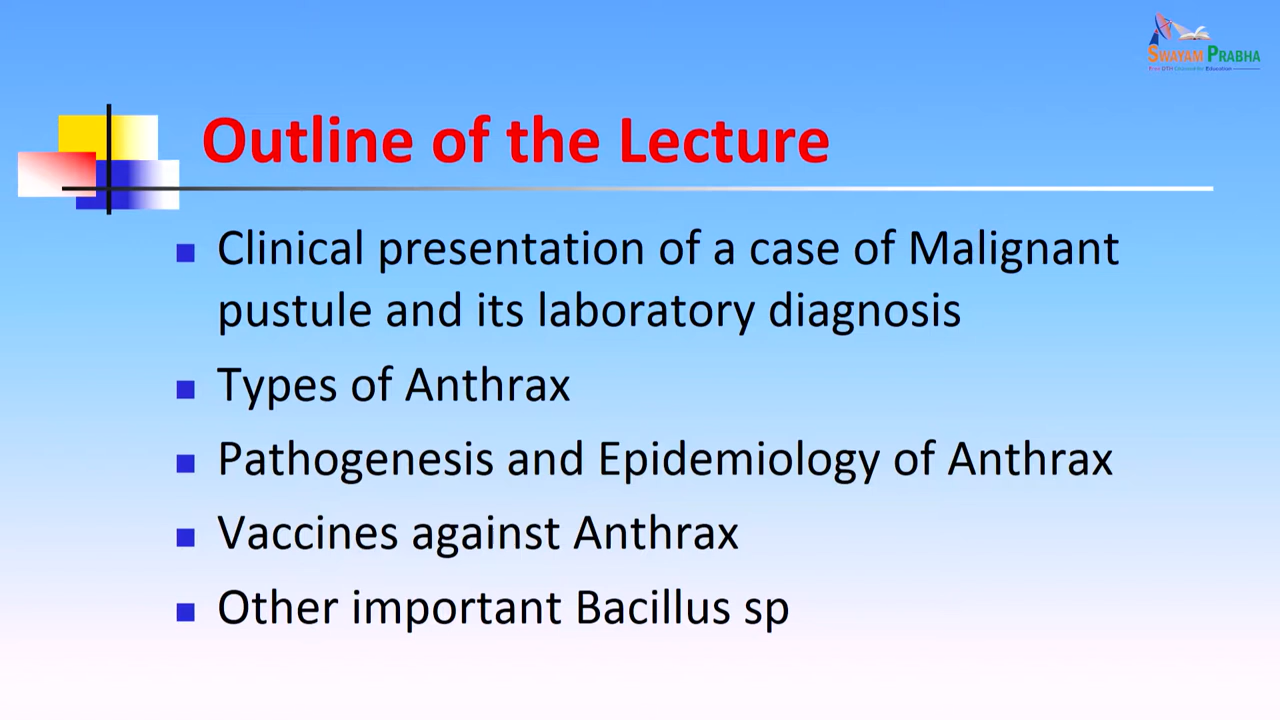 SWAYAM PRABHA
Outline of the Lecture
Clinical presentation of a case of Malignant
pustule and its laboratory diagnosis
Types of Anthrax
Pathogenesis and Epidemiology of Anthrax
Vaccines against Anthrax
Other important Bacillus sp